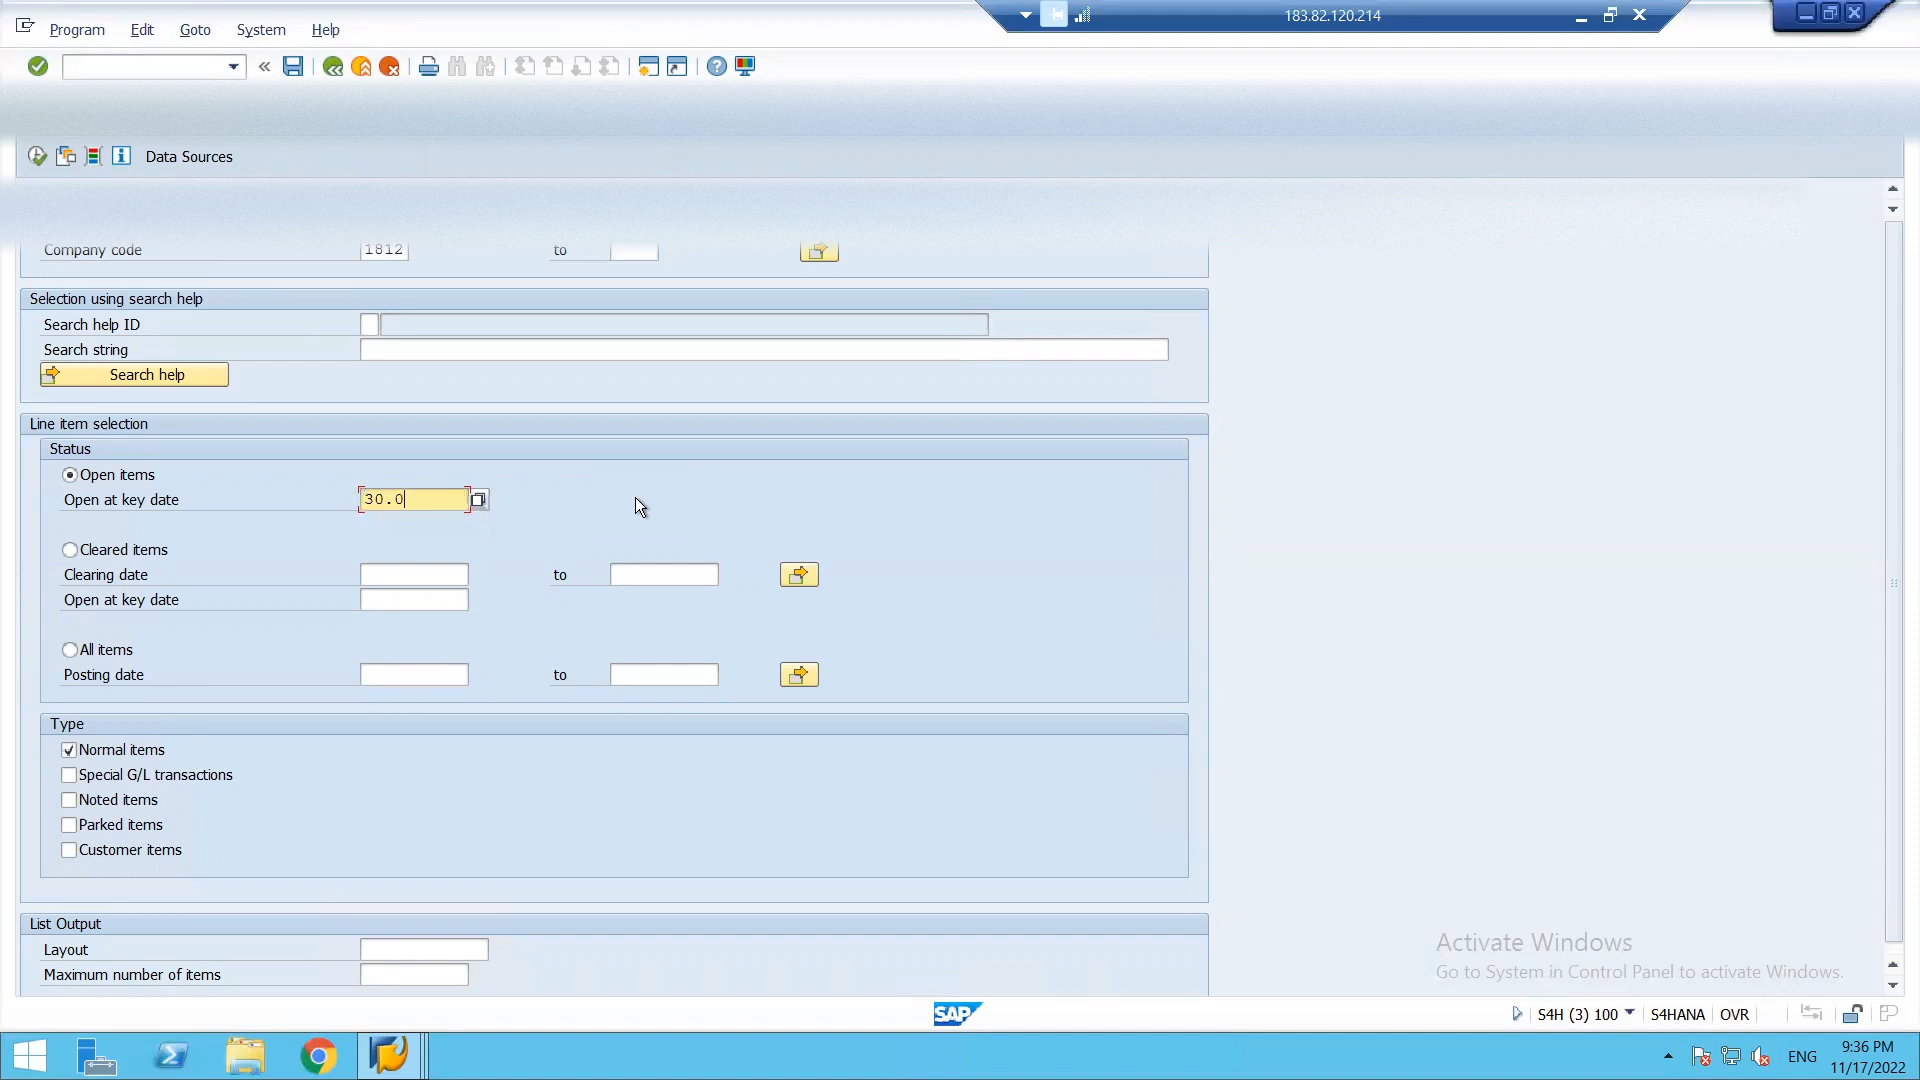 183.82.120.214
Program Edit Goto System Help
Data Sources
Company code 1812 to
Selection using search help
Search help ID
Search string
Search help
Line item selection
Status
Open items
Open at key date 30.0
Cleared items
Clearing date to
Open at key date
All items
Posting date to
Type
Normal items
Special G/L transactions
Noted items
Parked items
Customer items
List Output
Layout
Maximum number of items
Activate Windows
Go to System in Control Panel to activate Windows.
SAP S4H (3) 100 S4HANA OVR
ENG 9:36 PM
11/17/2022